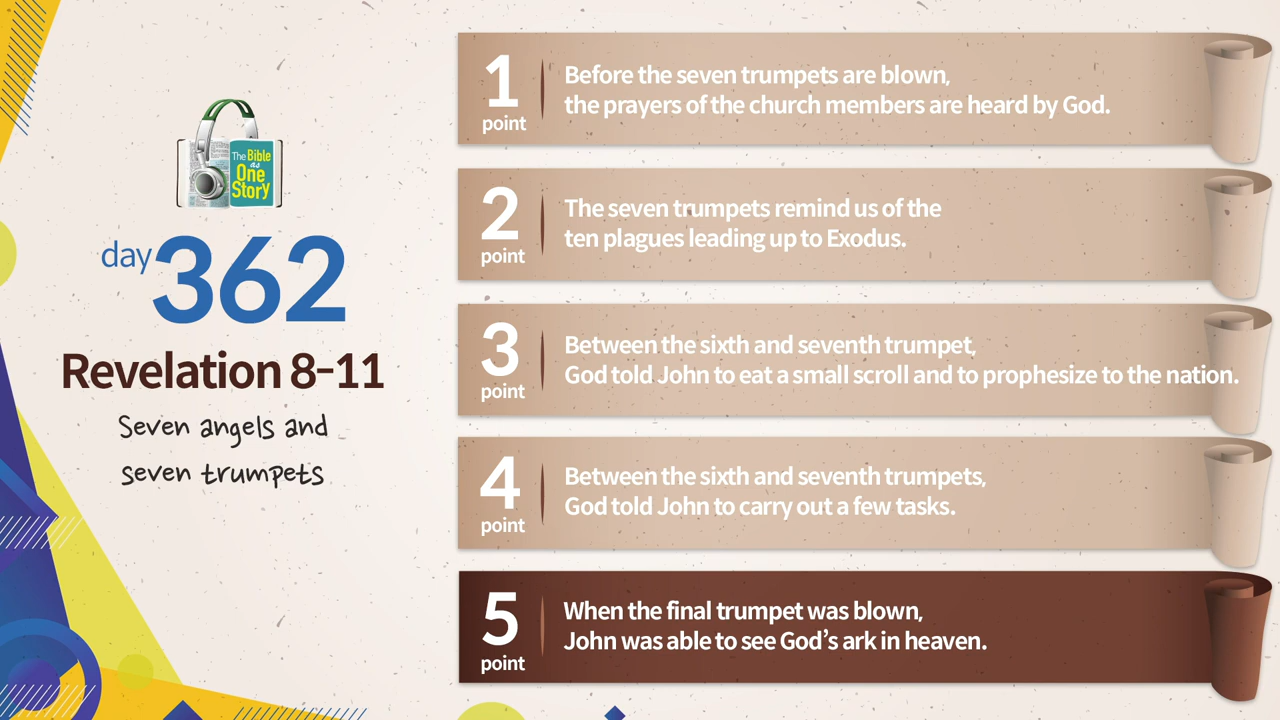 The Bible
as
One
Story
day 362
Revelation 8-11
Seven angels and
seven trumpets
1
point
Before the seven trumpets are blown,
the prayers of the church members are heard by God.
2
point
The seven trumpets remind us of the
ten plagues leading up to Exodus.
3
point
Between the sixth and seventh trumpet,
God told John to eat a small scroll and to prophesize to the nation.
4
point
Between the sixth and seventh trumpets,
God told John to carry out a few tasks.
5
point
When the final trumpet was blown,
John was able to see God's ark in heaven.